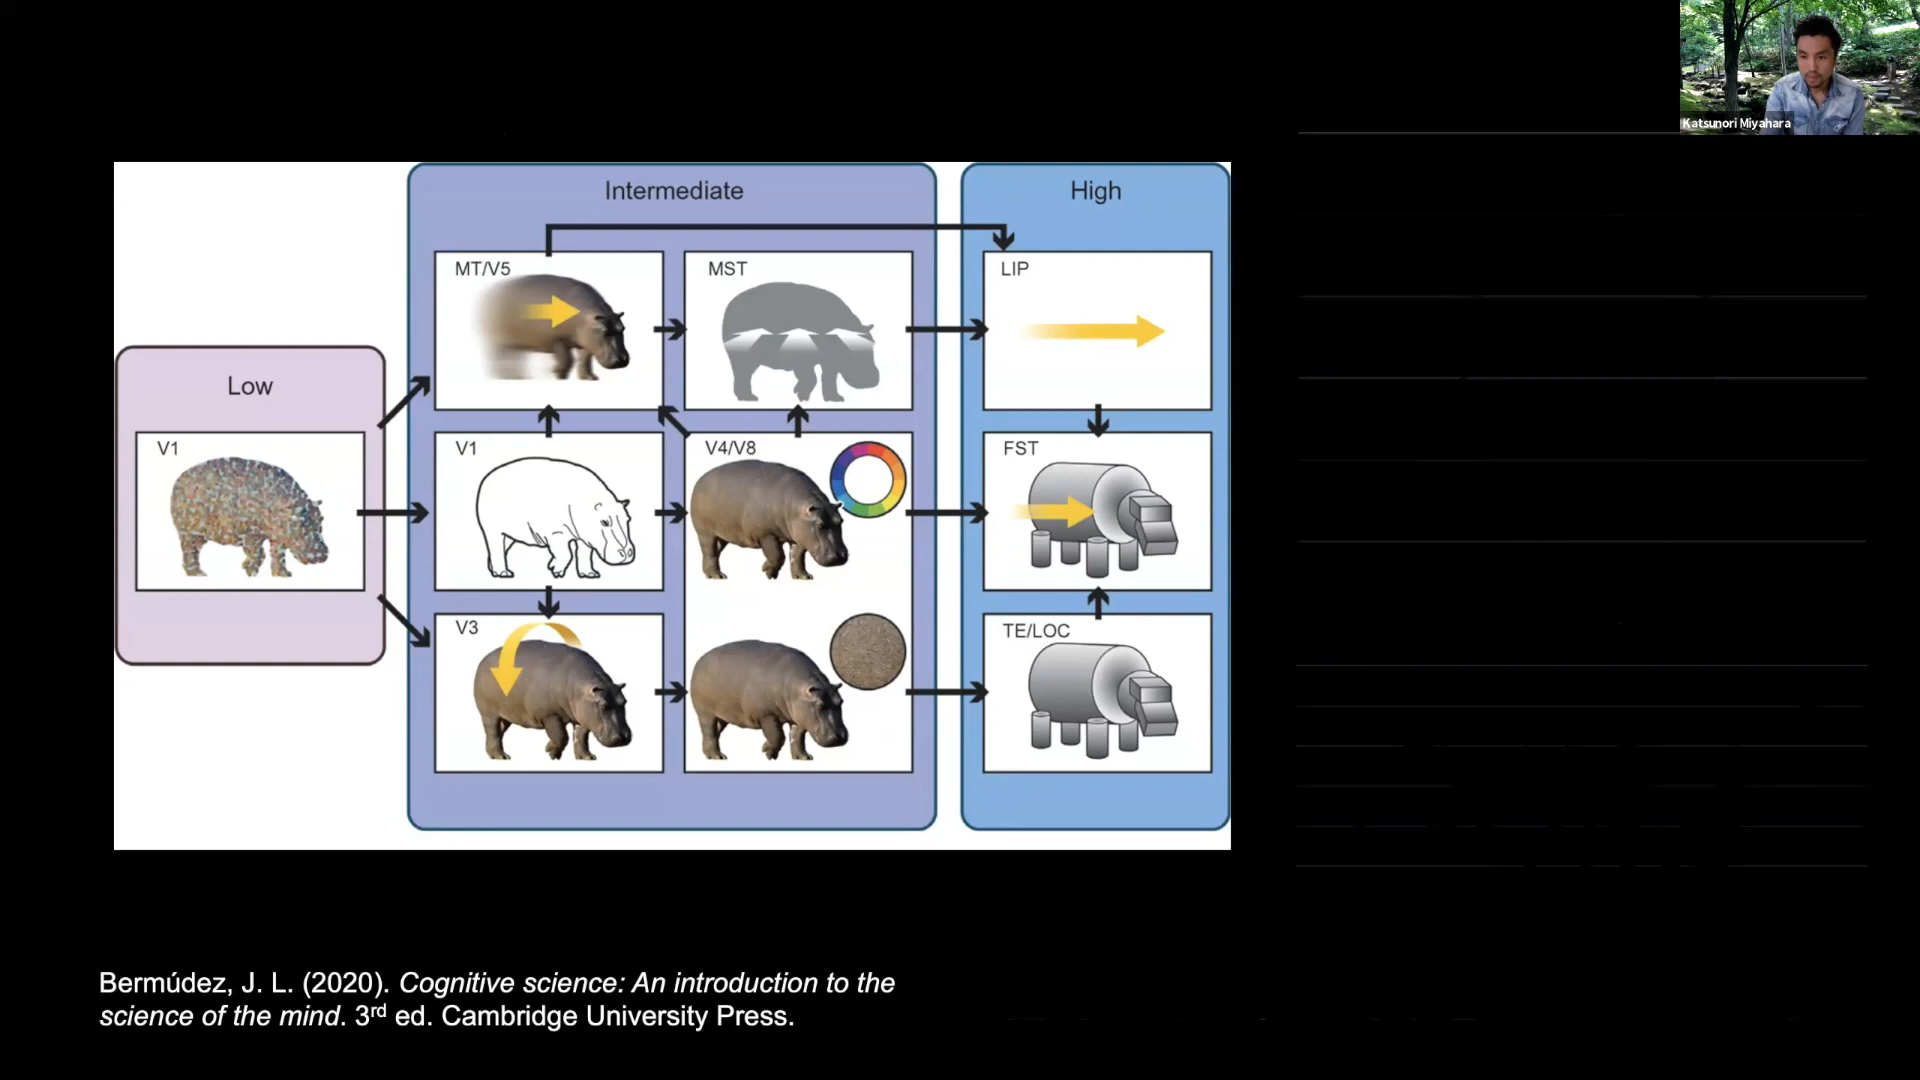 Katsunori Miyahara
Intermediate
High
MT/V5
MST
LIP
Low
V1
V1
V4/V8
FST
V3
TE/LOC
Bermúdez, J. L. (2020). Cognitive science: An introduction to the
science of the mind. 3rd ed. Cambridge University Press.